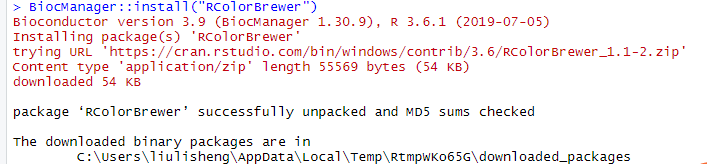 > BiocManager::install("RColorBrewer")
Bioconductor version 3.9 (BiocManager 1.30.9), R 3.6.1 (2019-07-05)
Installing package(s) 'RColorBrewer'
trying URL 'https://cran.rstudio.com/bin/windows/contrib/3.6/RColorBrewer_1.1-2.zip'
Content type 'application/zip' length 55569 bytes (54 KB)
downloaded 54 KB
package ‘RColorBrewer’ successfully unpacked and MD5 sums checked
The downloaded binary packages are in
C:\Users\liulisheng\AppData\Local\Temp\RtmpWKo65G\downloaded_packages